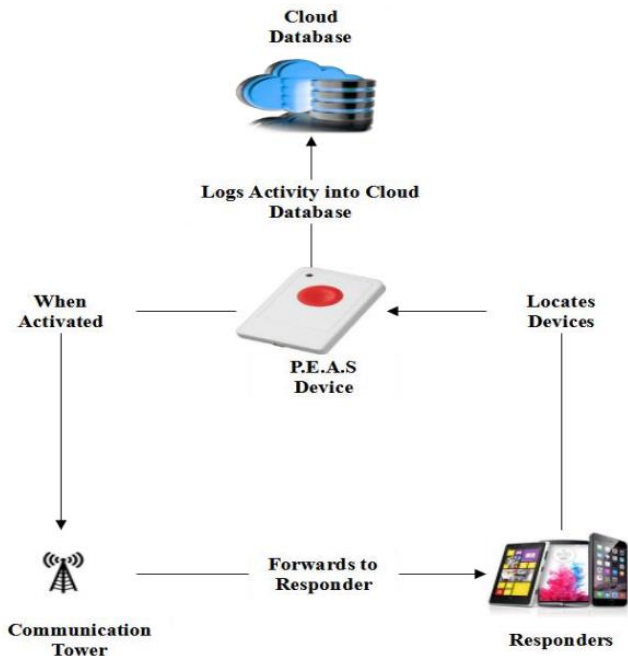 Cloud
Database
Logs Activity into Cloud
Database
When
Activated
Locates
Devices
P.E.A.S
Device
Forwards to
Responder
Communication
Tower
Responders